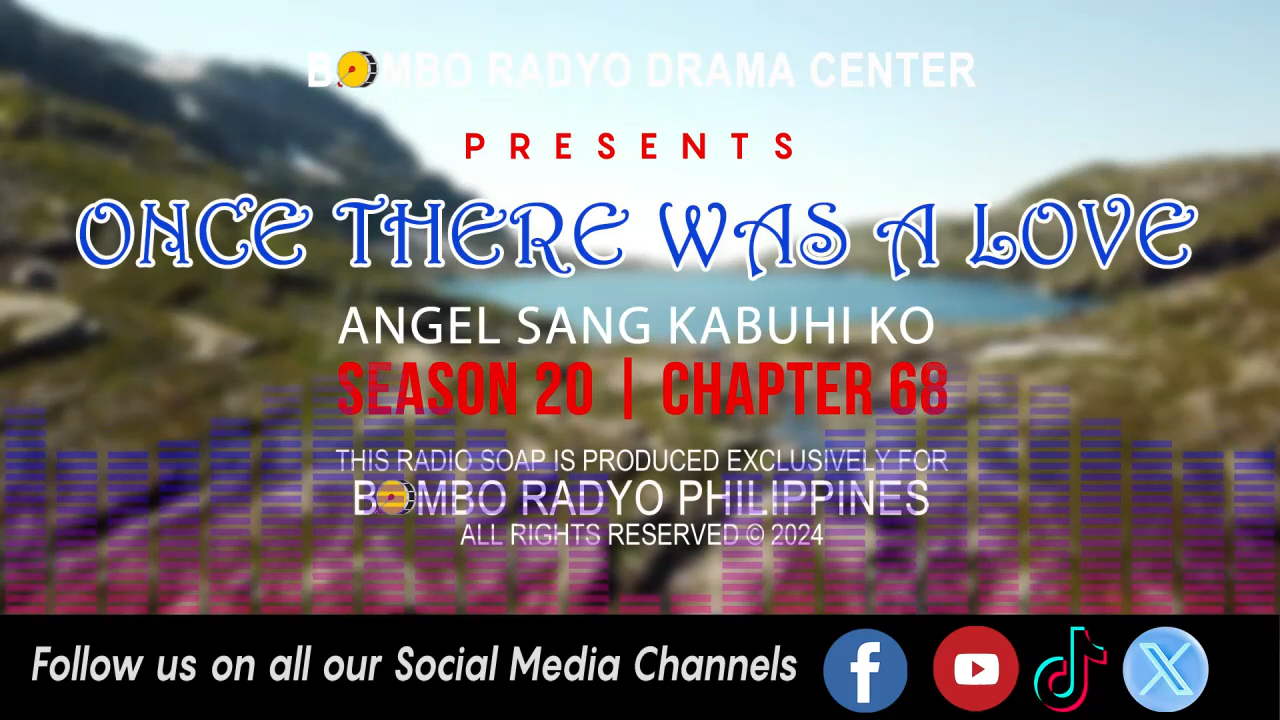 BOMBO RADYO DRAMA CENTER
PRESENTS
ONCE THERE WAS A LOVE
ANGEL SANG KABUHI KO
SEASON 20 | CHAPTER 68
THIS RADIO SOAP IS PRODUCED EXCLUSIVELY FOR
BOMBO RADYO PHILIPPINES
ALL RIGHTS RESERVED © 2024
Follow us on all our Social Media Channels